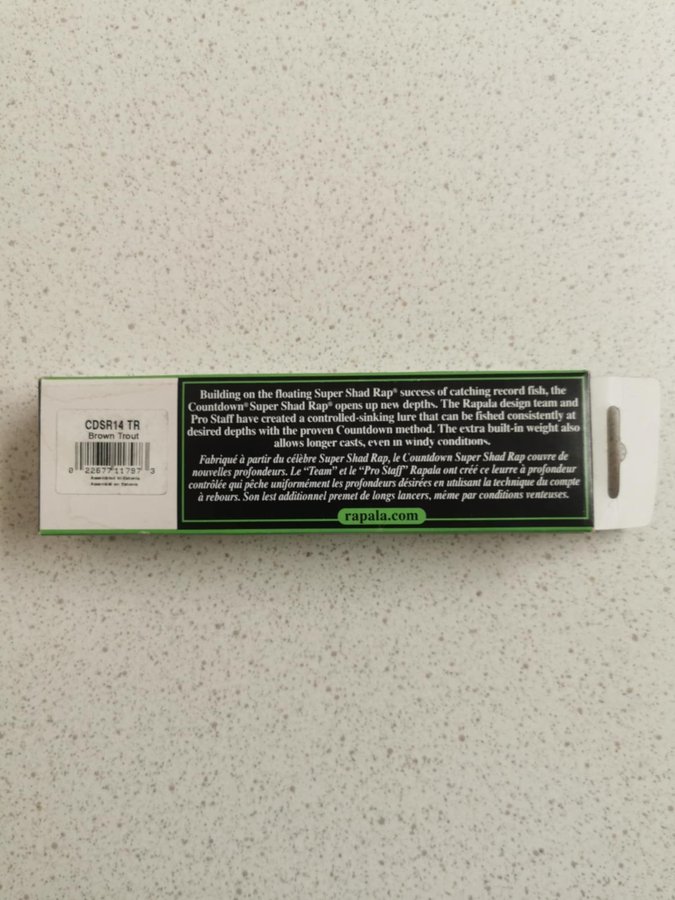 CDSR14 TR
Brown Trout
0 22677 11797 3
Assembled in Estonia
Assemblé en Estonie
Building on the floating Super Shad Rap® success of catching record fish, the
Countdown® Super Shad Rap® opens up new depths. The Rapala design team and
Pro Staff have created a controlled-sinking lure that can be fished consistently at
desired depths with the proven Countdown method. The extra built-in weight also
allows longer casts, even in windy conditions.
Fabriqué à partir du célèbre Super Shad Rap, le Countdown Super Shad Rap couvre de
nouvelles profondeurs. Le “Team” et le “Pro Staff” Rapala ont créé ce leurre à profondeur
contrôlée qui pêche uniformément les profondeurs désirées en utilisant la technique du compte
à rebours. Son lest additionnel premet de longs lancers, même par conditions venteuses.
rapala.com